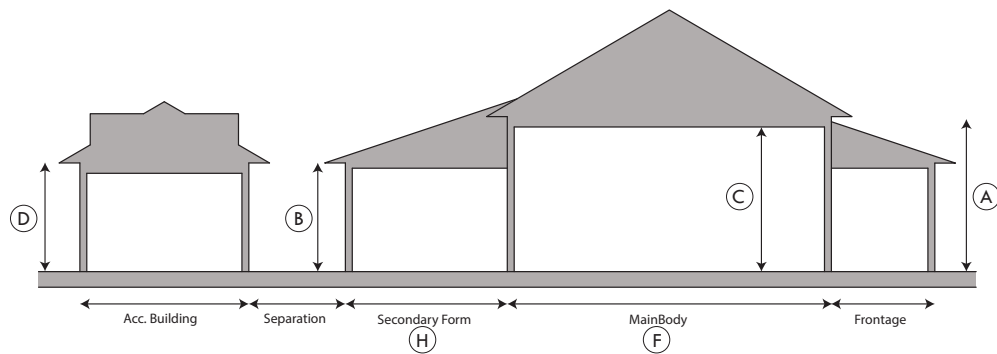 D
B
C
A
Acc. Building
Separation
Secondary Form
MainBody
Frontage
H
F